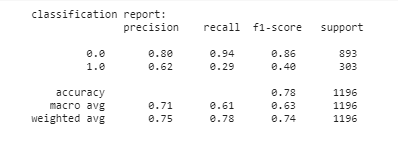 classification report:
precision recall f1-score support
0.0 0.80 0.94 0.86 893
1.0 0.62 0.29 0.40 303
accuracy 0.78 1196
macro avg 0.71 0.61 0.63 1196
weighted avg 0.75 0.78 0.74 1196